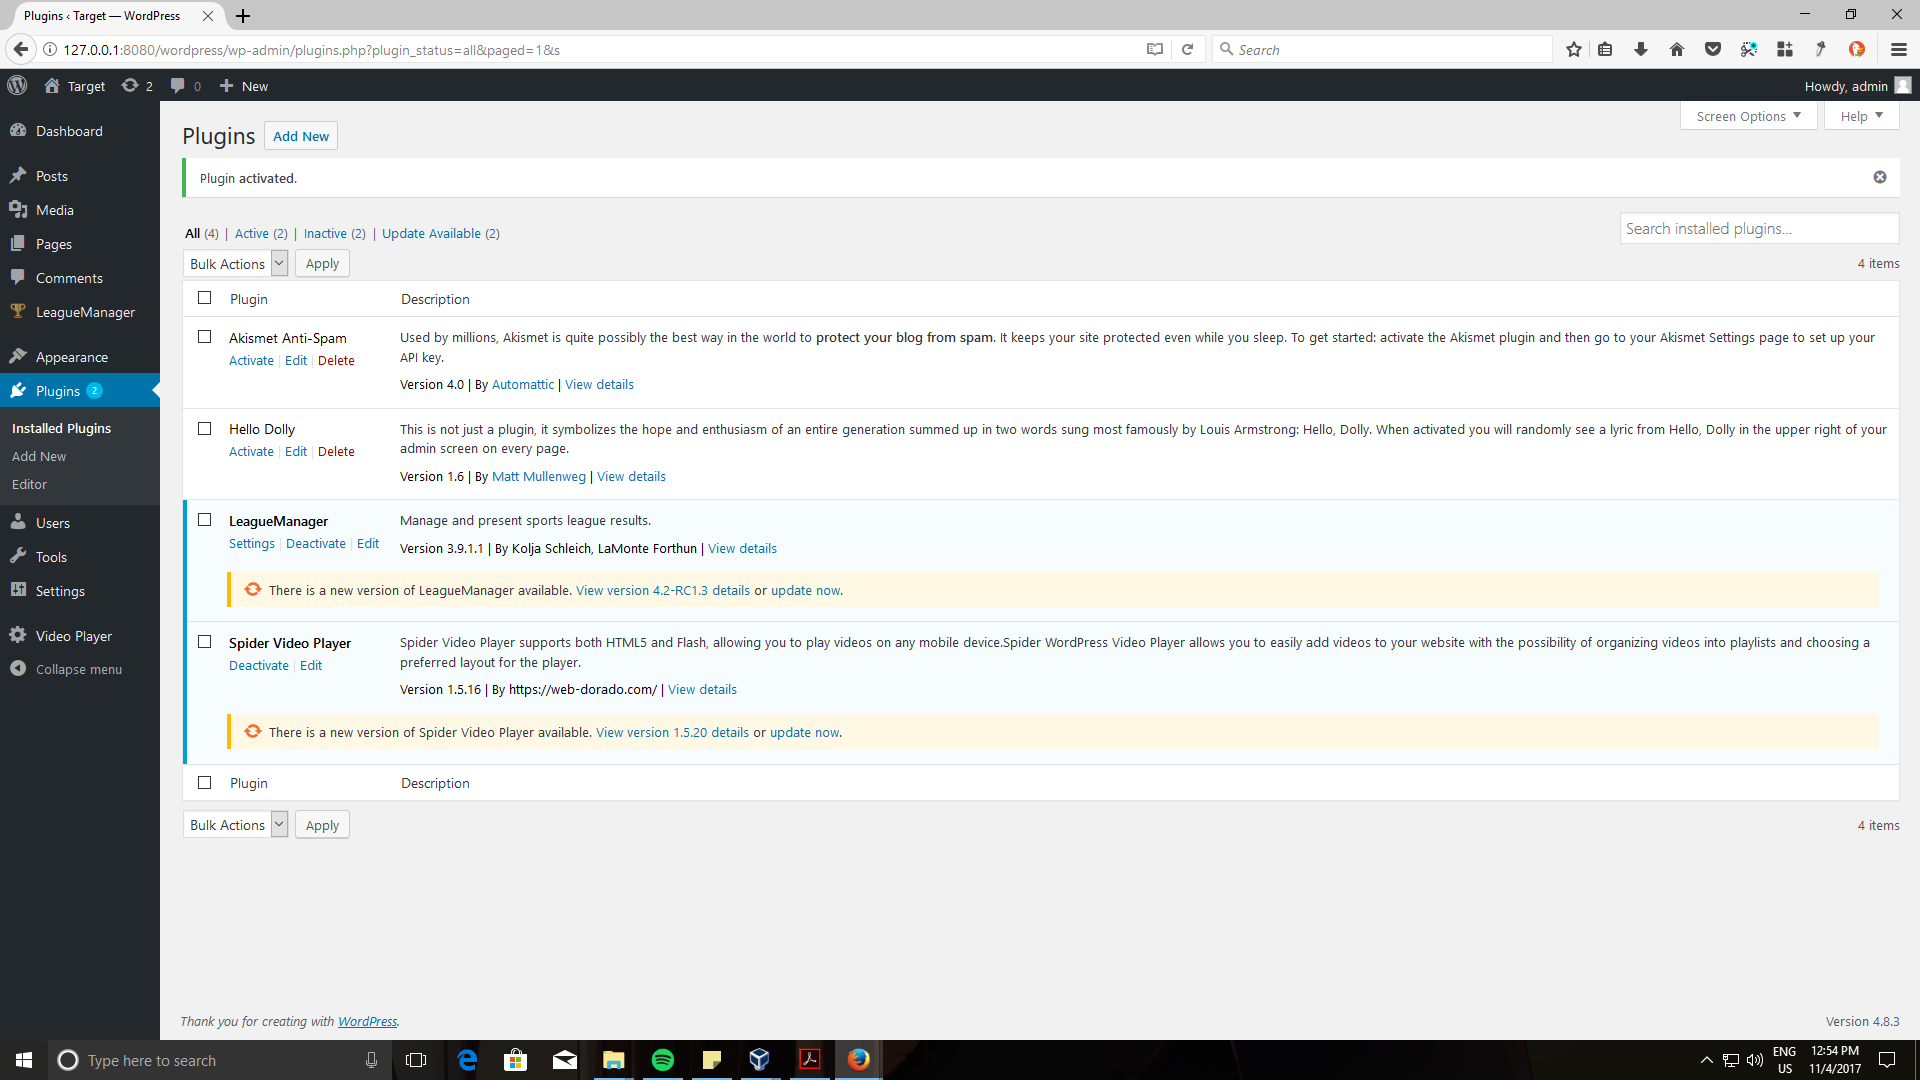 Plugins ‹ Target — WordPress
127.0.0.1:8080/wordpress/wp-admin/plugins.php?plugin_status=all&paged=1&s
Search
Target
2
0
New
Howdy, admin
Dashboard
Posts
Media
Pages
Comments
LeagueManager
Appearance
Plugins 2
Installed Plugins
Add New
Editor
Users
Tools
Settings
Video Player
Collapse menu
Screen Options
Help
Plugins
Add New
Plugin activated.
All (4) | Active (2) | Inactive (2) | Update Available (2)
Search installed plugins...
Bulk Actions
Apply
4 items
Plugin
Description
Akismet Anti-Spam
Activate | Edit | Delete
Used by millions, Akismet is quite possibly the best way in the world to protect your blog from spam. It keeps your site protected even while you sleep. To get started: activate the Akismet plugin and then go to your Akismet Settings page to set up your
API key.
Version 4.0 | By Automattic | View details
Hello Dolly
Activate | Edit | Delete
This is not just a plugin, it symbolizes the hope and enthusiasm of an entire generation summed up in two words sung most famously by Louis Armstrong: Hello, Dolly. When activated you will randomly see a lyric from Hello, Dolly in the upper right of your
admin screen on every page.
Version 1.6 | By Matt Mullenweg | View details
LeagueManager
Settings | Deactivate | Edit
Manage and present sports league results.
Version 3.9.1.1 | By Kolja Schleich, LaMonte Forthun | View details
There is a new version of LeagueManager available. View version 4.2-RC1.3 details or update now.
Spider Video Player
Deactivate | Edit
Spider Video Player supports both HTML5 and Flash, allowing you to play videos on any mobile device.Spider WordPress Video Player allows you to easily add videos to your website with the possibility of organizing videos into playlists and choosing a
preferred layout for the player.
Version 1.5.16 | By https://web-dorado.com/ | View details
There is a new version of Spider Video Player available. View version 1.5.20 details or update now.
Plugin
Description
Bulk Actions
Apply
4 items
Thank you for creating with WordPress.
Version 4.8.3
Type here to search
ENG
US
12:54 PM
11/4/2017